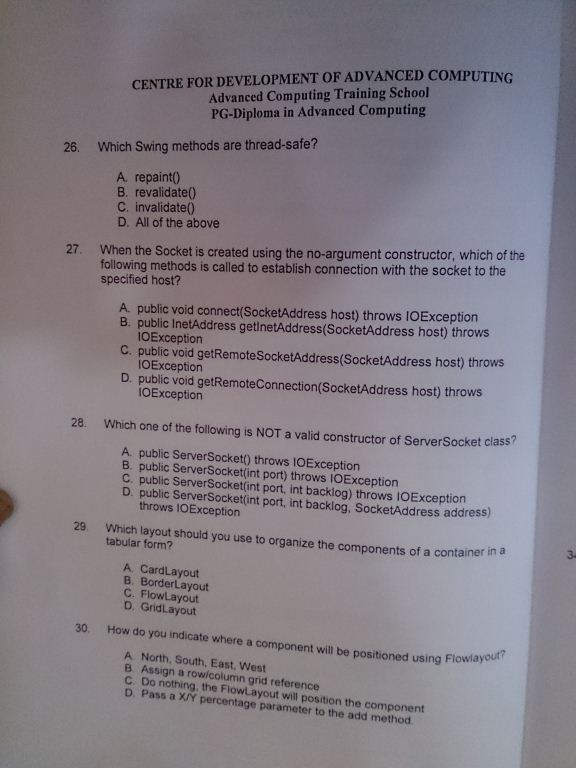 CENTRE FOR DEVELOPMENT OF ADVANCED COMPUTING
Advanced Computing Training School
PG-Diploma in Advanced Computing
26. Which Swing methods are thread-safe?
A. repaint()
B. revalidate()
C. invalidate()
D. All of the above
27. When the Socket is created using the no-argument constructor, which of the
following methods is called to establish connection with the socket to the
specified host?
A. public void connect(SocketAddress host) throws IOException
B. public InetAddress getInetAddress(SocketAddress host) throws
IOException
C. public void getRemoteSocketAddress(SocketAddress host) throws
IOException
D. public void getRemoteConnection(SocketAddress host) throws
IOException
28. Which one of the following is NOT a valid constructor of ServerSocket class?
A. public ServerSocket() throws IOException
B. public ServerSocket(int port) throws IOException
C. public ServerSocket(int port, int backlog) throws IOException
D. public ServerSocket(int port, int backlog, SocketAddress address)
throws IOException
29. Which layout should you use to organize the components of a container in a
tabular form?
A. CardLayout
B. BorderLayout
C. FlowLayout
D. GridLayout
30. How do you indicate where a component will be positioned using Flowlayout?
A. North, South, East, West
B. Assign a row/column grid reference
C. Do nothing, the FlowLayout will position the component
D. Pass a X/Y percentage parameter to the add method.